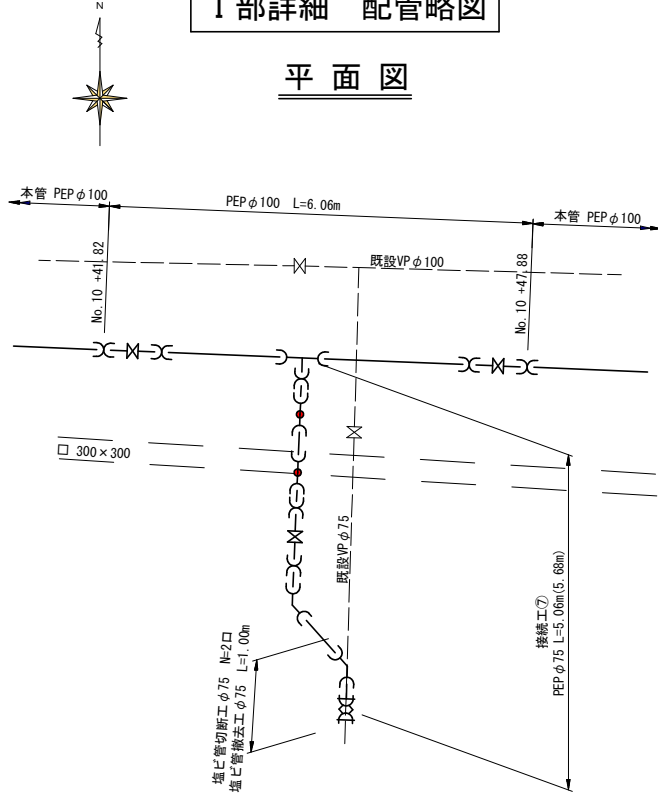 N
I 部詳細 配管略図
平 面 図
本管 PEPφ100
PEPφ100 L=6.06m
本管 PEPφ100
No.10 +41.82
既設VPφ100
No.10 +47.88
□ 300×300
既設VPφ75
接続工⑦
PEPφ75 L=5.06m(5.68m)
塩ビ管切断工φ75 N=2口
塩ビ管撤去工φ75 L=1.00m